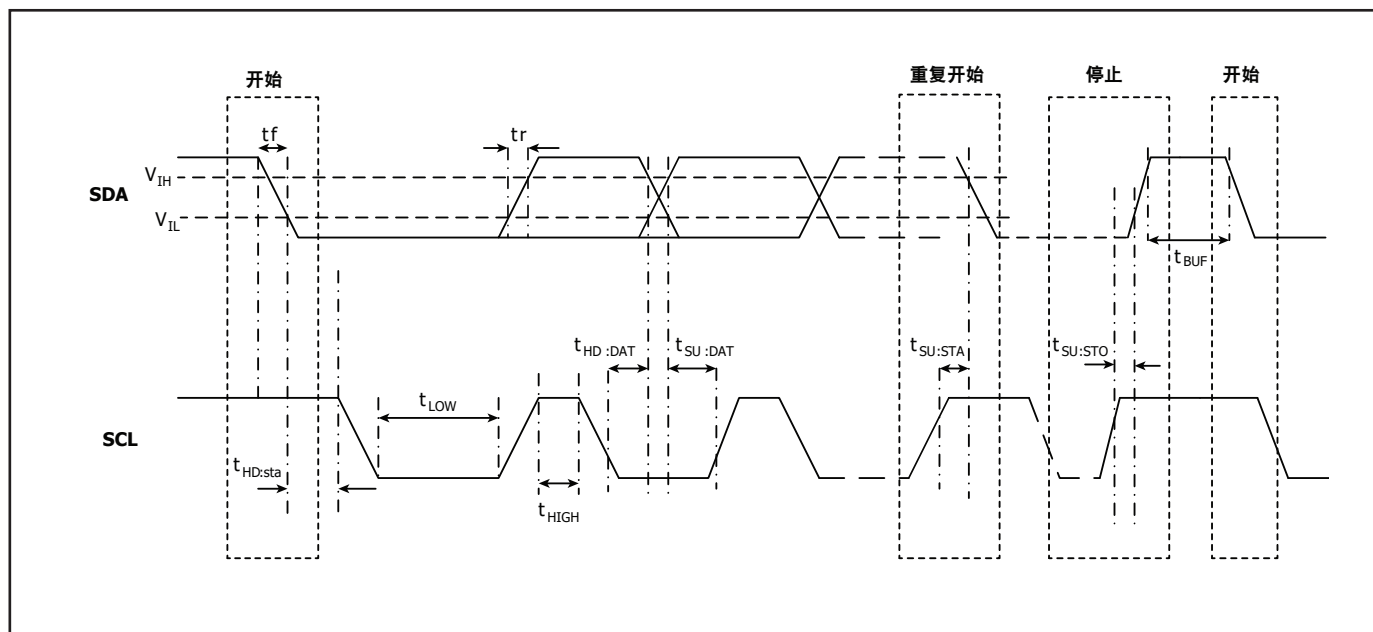 开始
重复开始
停止
开始
tf
tr
SDA
V_IH
V_IL
t_BUF
t_HD:DAT
t_SU:DAT
t_SU:STA
t_SU:STO
SCL
t_LOW
t_HD:sta
t_HIGH